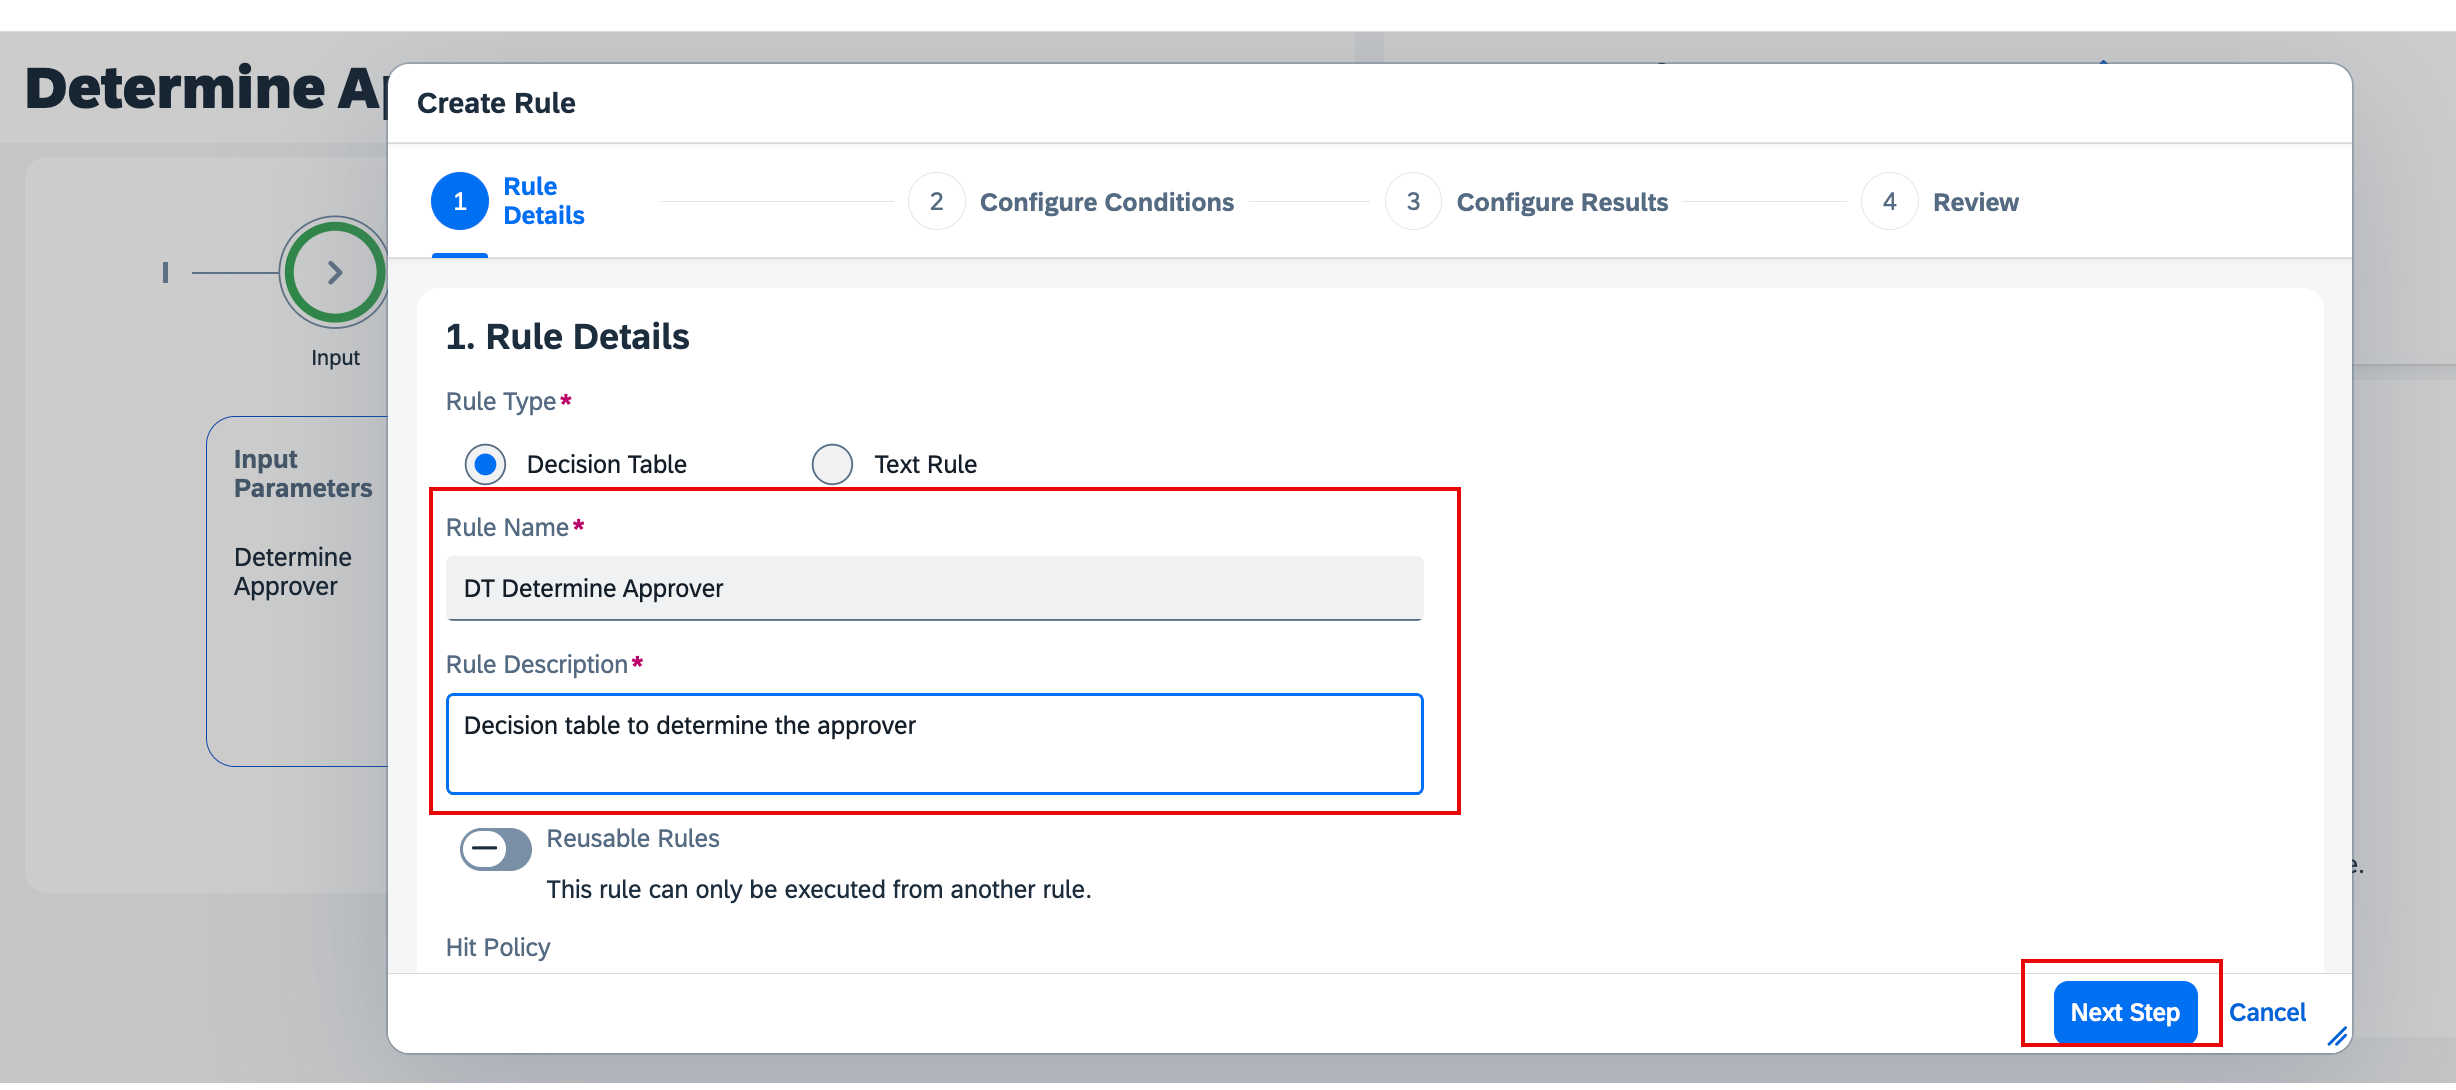 Determine Ap
Create Rule
1
Rule
Details
2
Configure Conditions
3
Configure Results
4
Review
Input
Input
Parameters
Determine
Approver
1. Rule Details
Rule Type*
Decision Table
Text Rule
Rule Name*
DT Determine Approver
Rule Description*
Decision table to determine the approver
Reusable Rules
This rule can only be executed from another rule.
Hit Policy
Next Step
Cancel